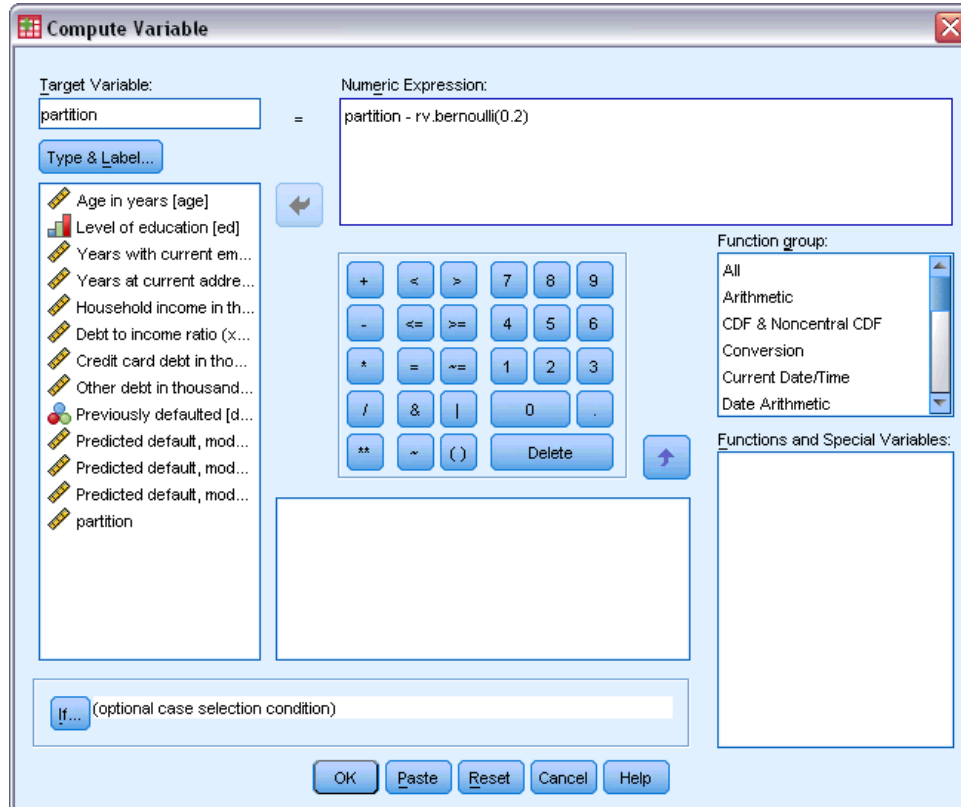 Compute Variable
Target Variable:
partition
=
Type & Label...
Numeric Expression:
partition - rv.bernoulli(0.2)
Age in years [age]
Level of education [ed]
Years with current em...
Years at current addre...
Household income in th...
Debt to income ratio (x...
Credit card debt in tho...
Other debt in thousand...
Previously defaulted [d...
Predicted default, mod...
Predicted default, mod...
Predicted default, mod...
partition
+ < > 7 8 9
- <= >= 4 5 6
* = ~= 1 2 3
/ & | 0 .
** ~ ( ) Delete
Function group:
All
Arithmetic
CDF & Noncentral CDF
Conversion
Current Date/Time
Date Arithmetic
Functions and Special Variables:
If... (optional case selection condition)
OK Paste Reset Cancel Help